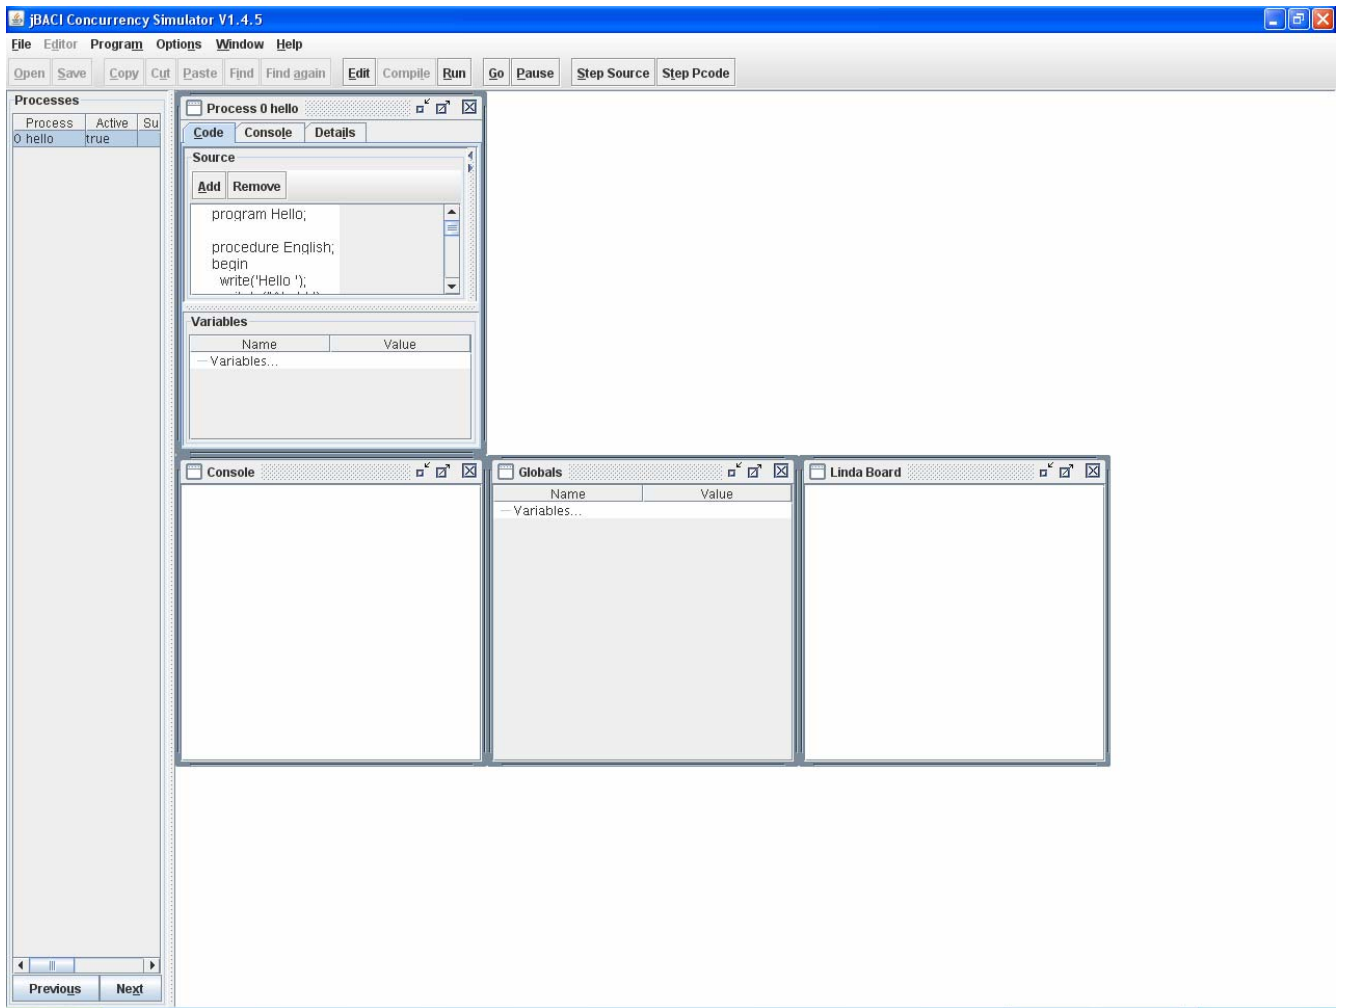 jBACI Concurrency Simulator V1.4.5
File Editor Program Options Window Help
Open Save Copy Cut Paste Find Find again Edit Compile Run Go Pause Step Source Step Pcode
Processes
Process Active Su
0 hello true
Previous Next
Process 0 hello
Code Console Details
Source
Add Remove
program Hello;
procedure English;
begin
write('Hello ');
Variables
Name Value
Variables...
Console
Globals
Name Value
Variables...
Linda Board